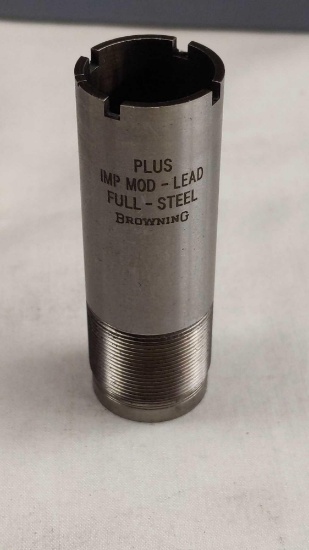 PLUS
IMP MOD - LEAD
FULL - STEEL
BROWNING